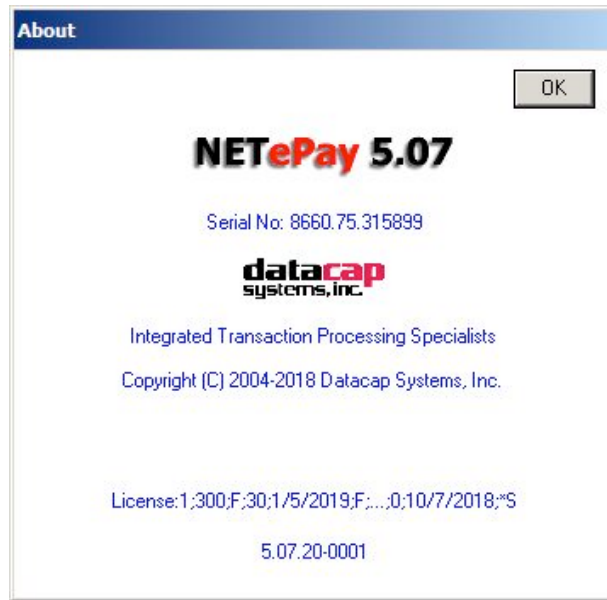 About
OK
NETePay 5.07
Serial No: 8660.75.315899
datacap
systems,inc.
Integrated Transaction Processing Specialists
Copyright (C) 2004-2018 Datacap Systems, Inc.
License:1;300;F;30;1/5/2019;F;...;0;10/7/2018;*S
5.07.20-0001